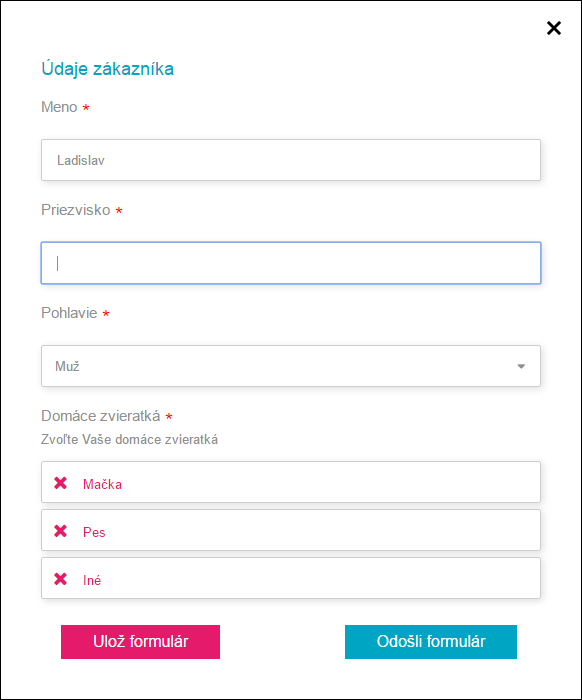 Údaje zákazníka
Meno *
Ladislav
Priezvisko *
Pohlavie *
Muž
Domáce zvieratká *
Zvoľte Vaše domáce zvieratká
Mačka
Pes
Iné
Ulož formulár
Odošli formulár